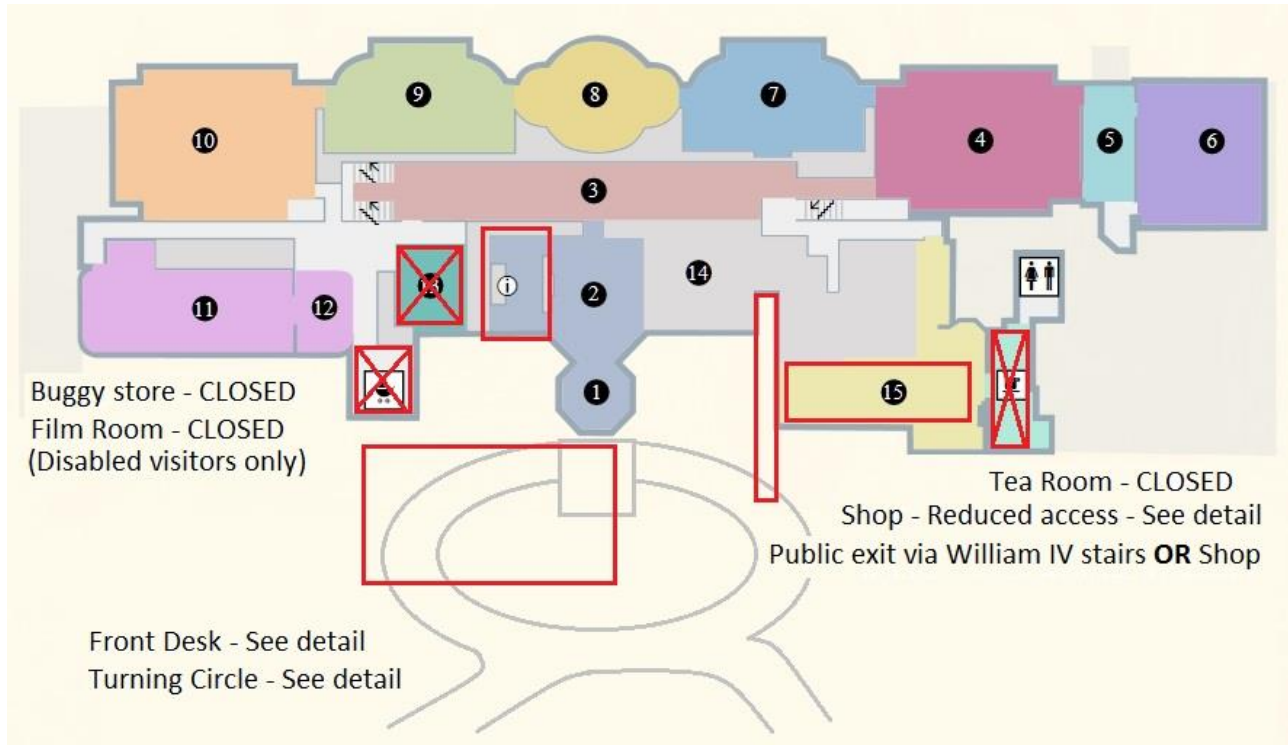 9
8
7
10
4
5
6
3
i
14
2
11
12
1
15
Buggy store - CLOSED
Film Room - CLOSED
(Disabled visitors only)
Tea Room - CLOSED
Shop - Reduced access - See detail
Public exit via William IV stairs OR Shop
Front Desk - See detail
Turning Circle - See detail